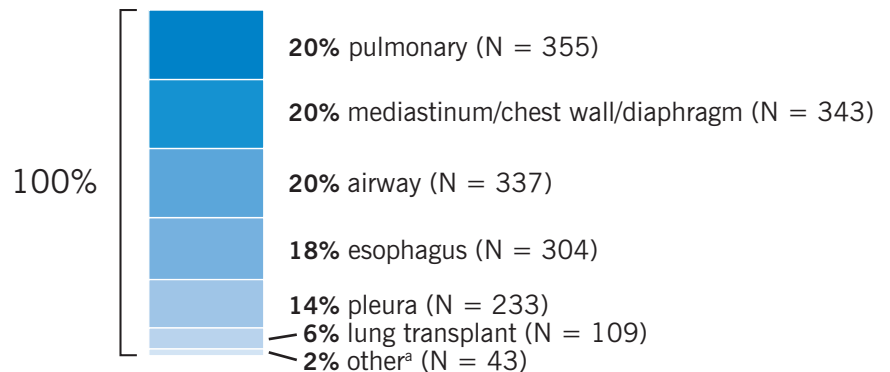 20% pulmonary (N = 355)
20% mediastinum/chest wall/diaphragm (N = 343)
100%
20% airway (N = 337)
18% esophagus (N = 304)
14% pleura (N = 233)
6% lung transplant (N = 109)
2% otherᵃ (N = 43)